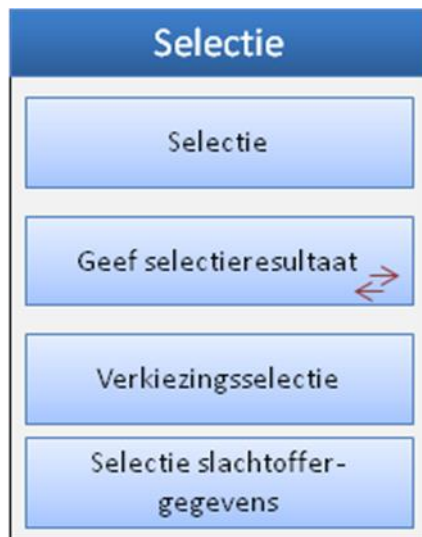 Selectie
Selectie
Geef selectieresultaat
Verkiezingsselectie
Selectie slachtoffer-
gegevens